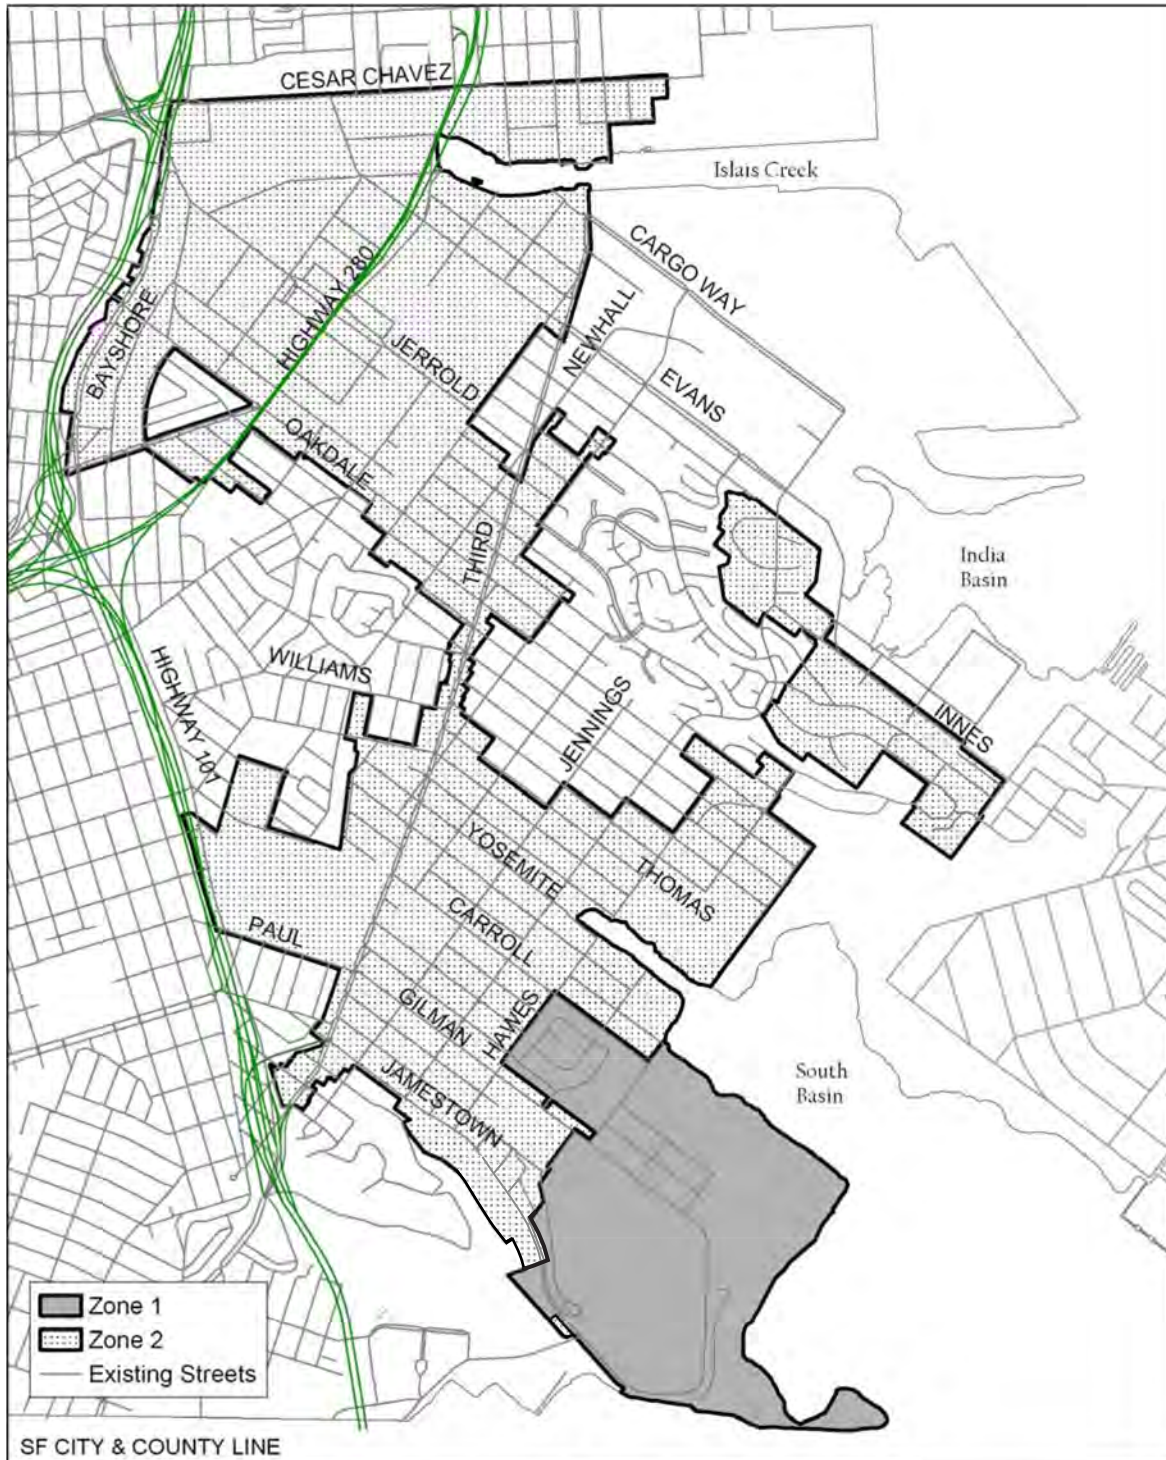 CESAR CHAVEZ
Islais Creek
CARGO WAY
HIGHWAY 280
NEWHALL
BAYSHORE
JERROLD
EVANS
OAKDALE
THIRD
India
Basin
WILLIAMS
HIGHWAY 101
JENNINGS
INNES
YOSEMITE
THOMAS
CARROLL
PAUL
GILMAN
HAWES
JAMESTOWN
South
Basin
Zone 1
Zone 2
Existing Streets
SF CITY & COUNTY LINE